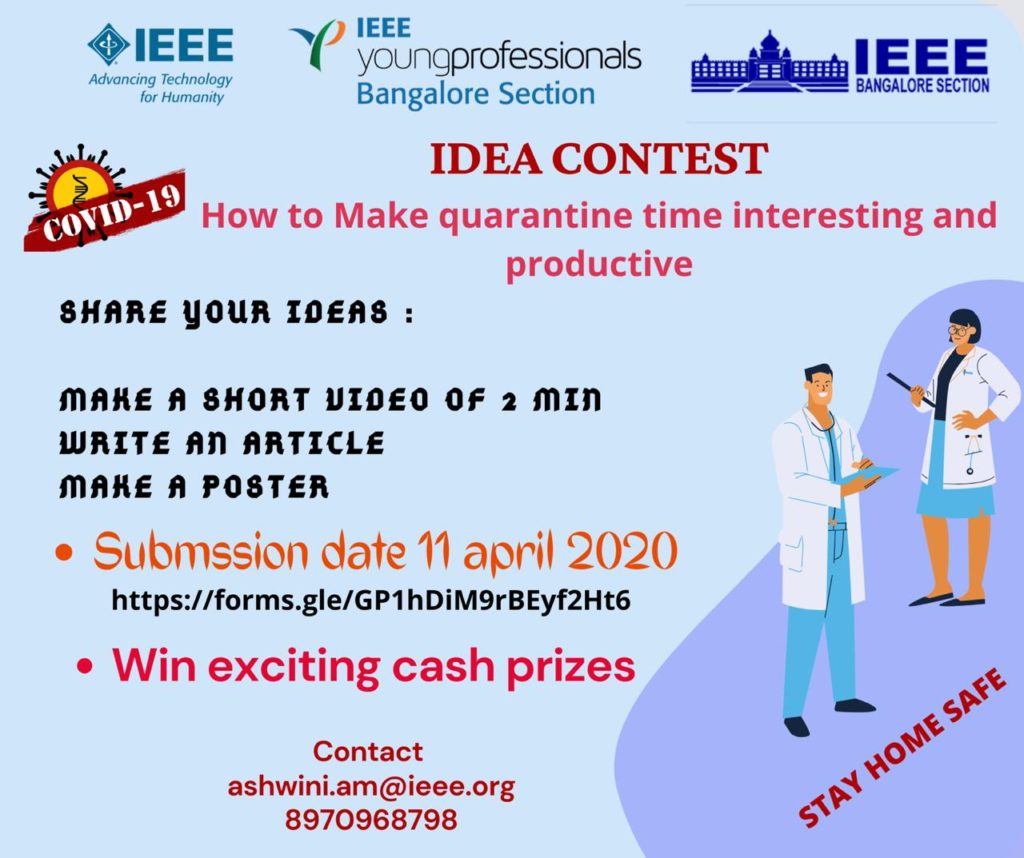 IEEE
Advancing Technology
for Humanity
IEEE
youngprofessionals
Bangalore Section
IEEE
BANGALORE SECTION
IDEA CONTEST
COVID-19
How to Make quarantine time interesting and
productive
SHARE YOUR IDEAS :
MAKE A SHORT VIDEO OF 2 MIN
WRITE AN ARTICLE
MAKE A POSTER
• Submssion date 11 april 2020
https://forms.gle/GP1hDiM9rBEyf2Ht6
• Win exciting cash prizes
Contact
ashwini.am@ieee.org
8970968798
STAY HOME SAFE